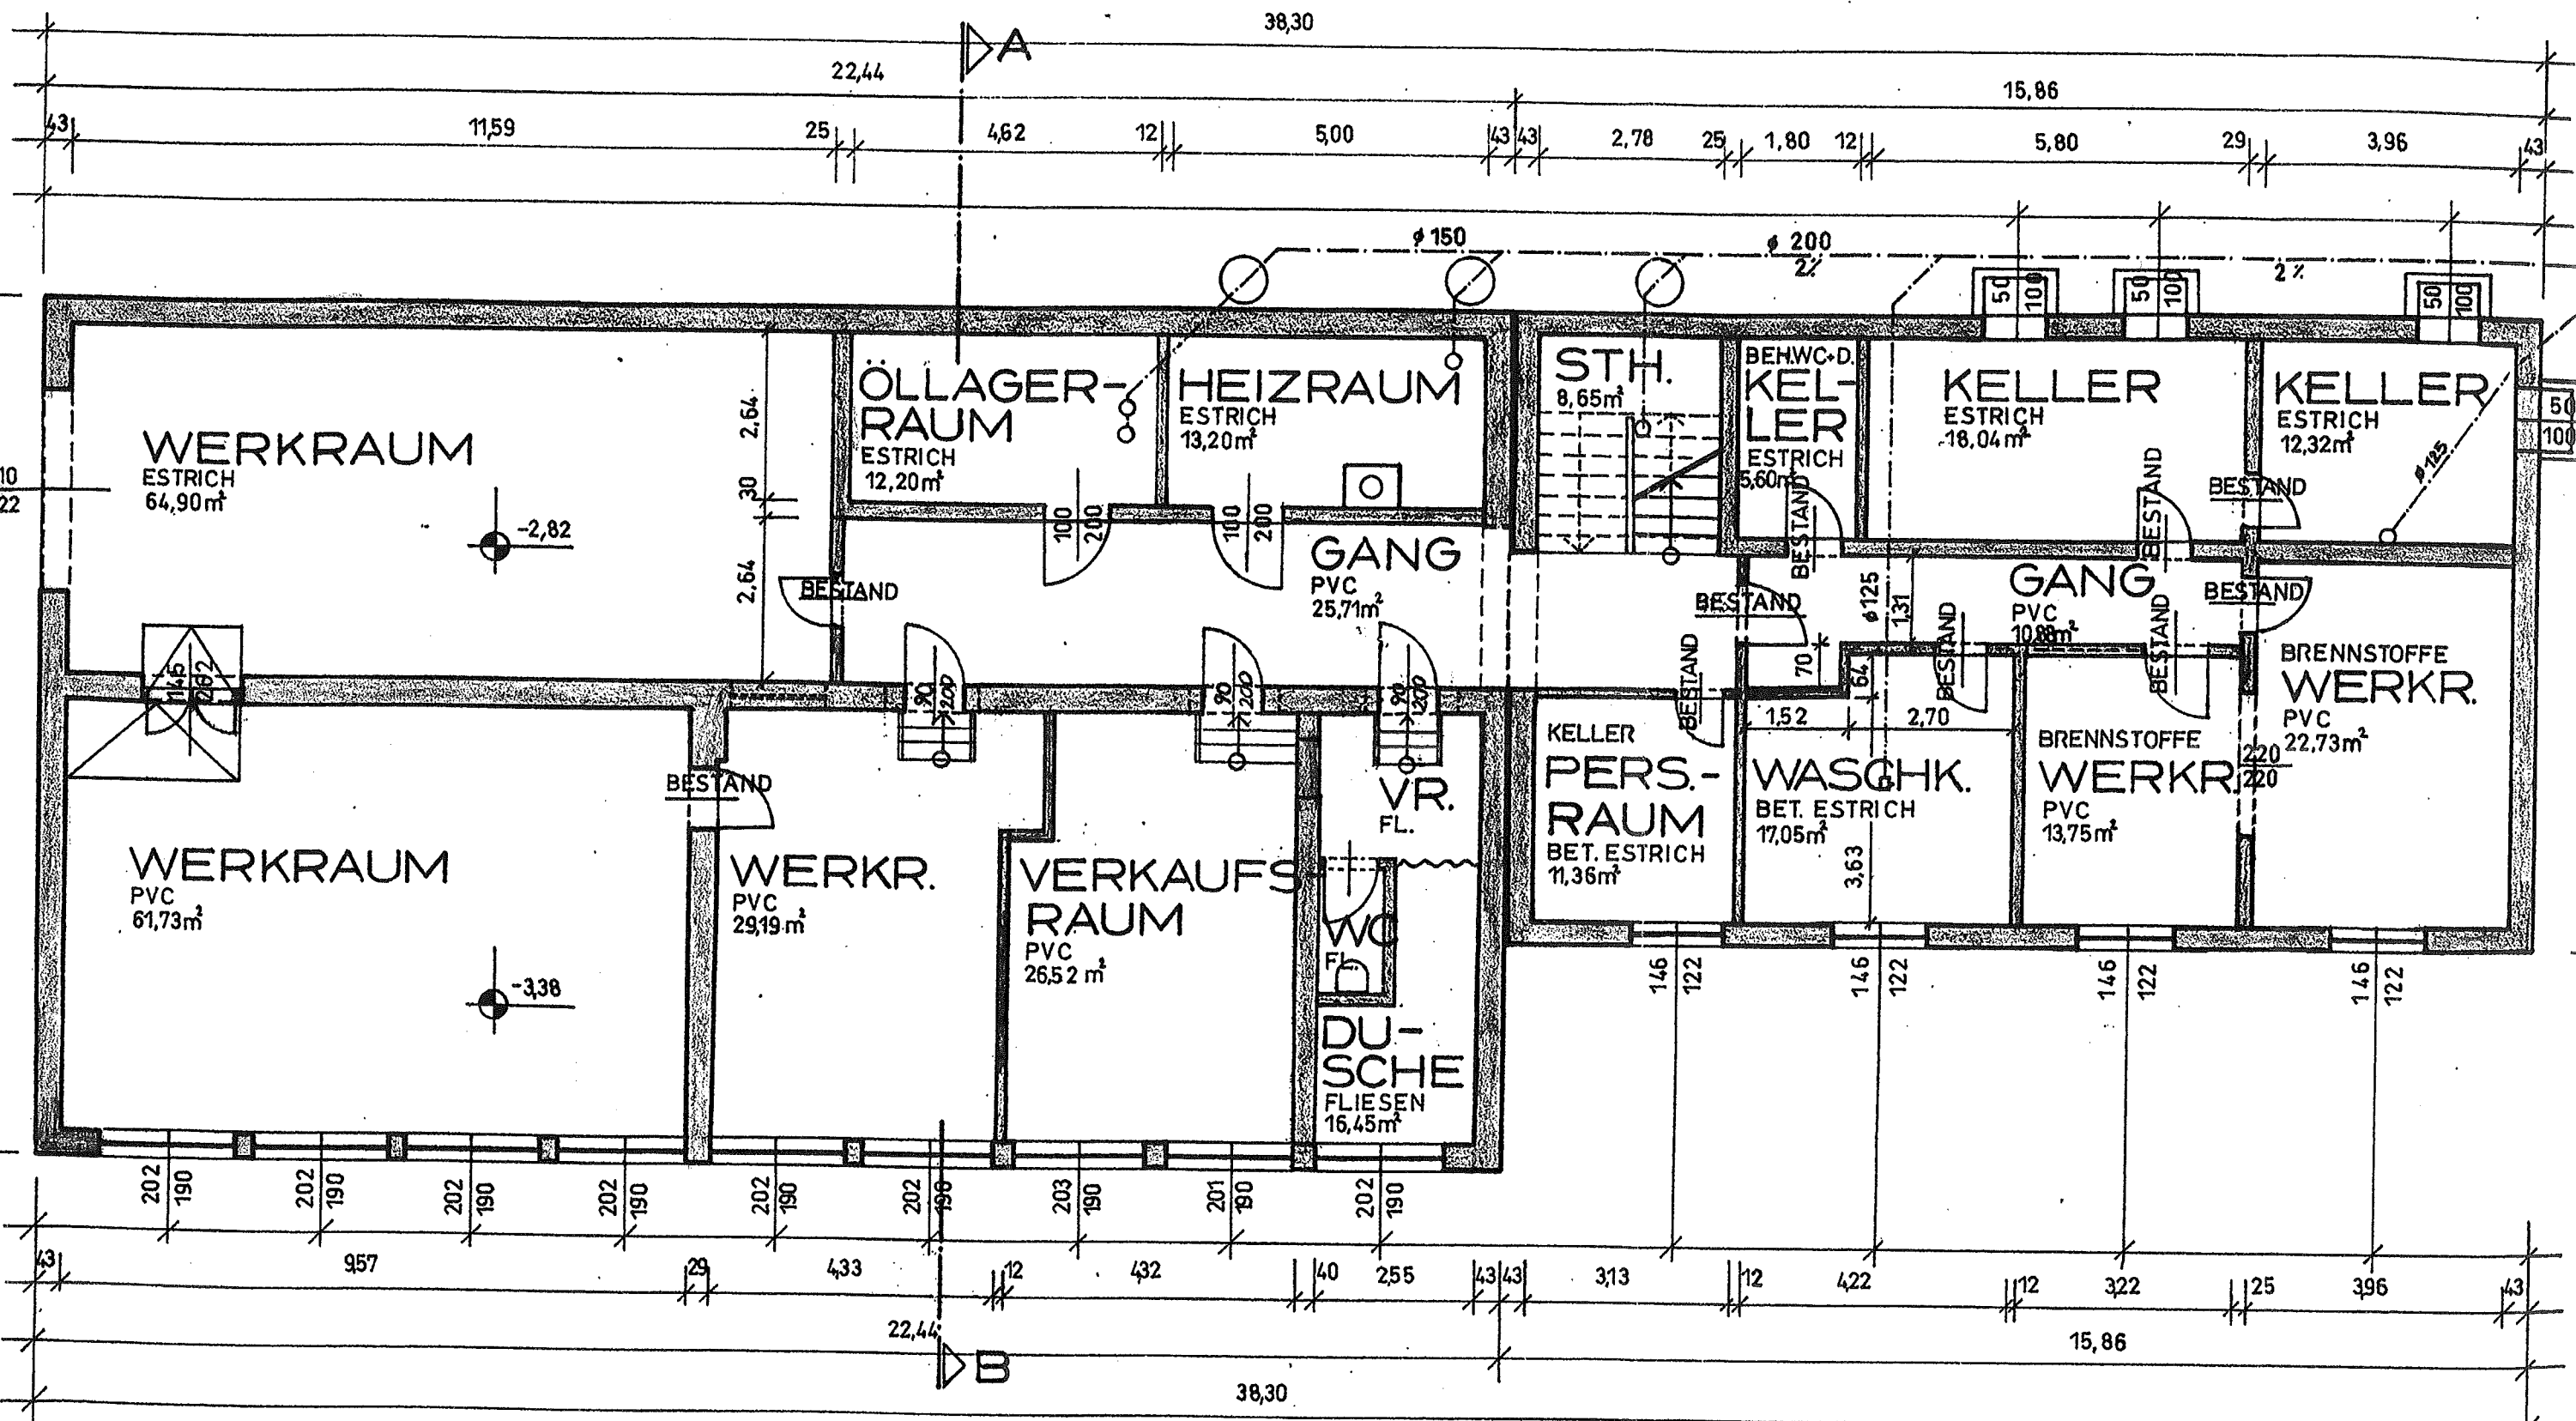 38,30
A
22,44
15,86
43
11,59
25
4,62
12
5,00
43
43
2,78
25
1,80
12
5,80
29
3,96
43
ø 150
ø 200
2%
2%
50
100
50
100
50
100
50
100
10
22
WERKRAUM
ESTRICH
64,90m²
-2,82
2,64
30
2,64
ÖLLAGER-
RAUM
ESTRICH
12,20m²
HEIZRAUM
ESTRICH
13,20m²
100
200
100
200
STH.
8,65m²
BEH.WC+D.
KEL-
LER
ESTRICH
5,60m²
KELLER
ESTRICH
18,04m²
KELLER
ESTRICH
12,32m²
ø 125
BESTAND
BESTAND
BESTAND
BESTAND
GANG
PVC
25,71m²
BESTAND
ø125
1,31
GANG
PVC
BESTAND
BESTAND
BESTAND
BESTAND
70
64
146
262
90
200
90
200
90
200
1,52
2,70
BESTAND
WERKRAUM
PVC
61,73m²
-3,38
WERKR.
PVC
29,19 m²
VERKAUFS
RAUM
PVC
26,52 m²
VR.
FL.
WC
FL.
DU-
SCHE
FLIESEN
16,45m²
KELLER
PERS.-
RAUM
BET. ESTRICH
11,36m²
WASCHK.
BET. ESTRICH
17,05m²
3,63
BRENNSTOFFE
WERKR.
PVC
13,75m²
220
220
BRENNSTOFFE
WERKR.
PVC
22,73m²
146
122
146
122
146
122
146
122
202
190
202
190
202
190
202
190
202
190
202
190
203
190
201
190
202
190
43
9,57
29
4,33
12
4,32
40
2,55
43
43
3,13
12
4,22
12
3,22
25
3,96
43
22,44
15,86
B
38,30